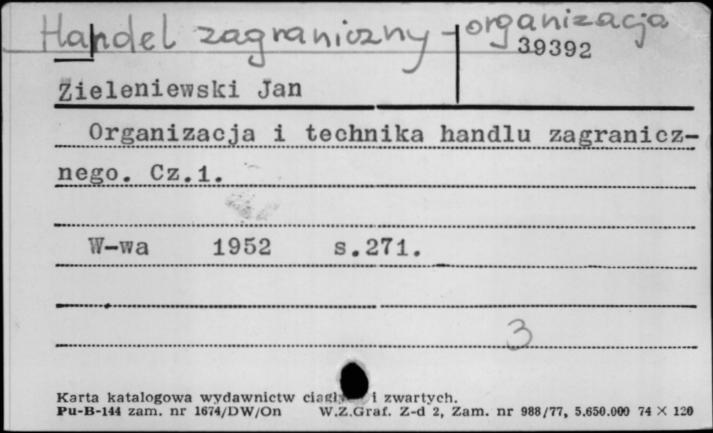 Handel zagraniczny – organizacja
39392
Zieleniewski Jan
Organizacja i technika handlu zagranicz-
nego. Cz.1.
W-wa 1952 s.271.
3
Karta katalogowa wydawnictw i zwartych.
Pu-B-144 zam. nr 1674/DW/On W.Z.Graf. Z-d 2, Zam. nr 988/77, 5.650.000 74 × 120